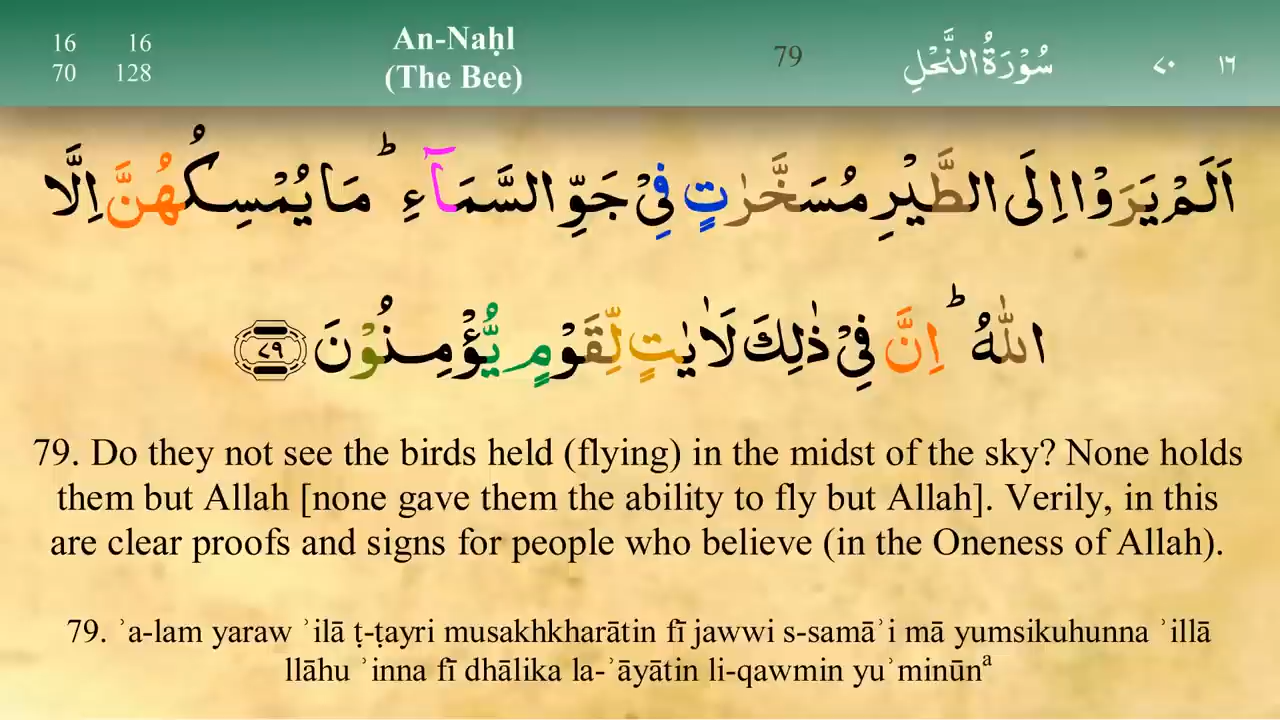 16 16 An-Naḥl 79 سُوْرَةُ النَّحْلِ ٧٠ ١٦
70 128 (The Bee)
اَلَمْ يَرَوْا اِلَى الطَّيْرِ مُسَخَّرٰتٍ فِيْ جَوِّ السَّمَآءِ ؕ مَا يُمْسِكُهُنَّ اِلَّا
اللّٰهُ ؕ اِنَّ فِيْ ذٰلِكَ لَاٰيٰتٍ لِّقَوْمٍ يُّؤْمِنُوْنَ ٧٩
79. Do they not see the birds held (flying) in the midst of the sky? None holds
them but Allah [none gave them the ability to fly but Allah]. Verily, in this
are clear proofs and signs for people who believe (in the Oneness of Allah).
79. ʾa-lam yaraw ʾilā ṭ-ṭayri musakhkharātin fī jawwi s-samāʾi mā yumsikuhunna ʾillā
llāhu ʾinna fī dhālika la-ʾāyātin li-qawmin yuʾminūnᵃ